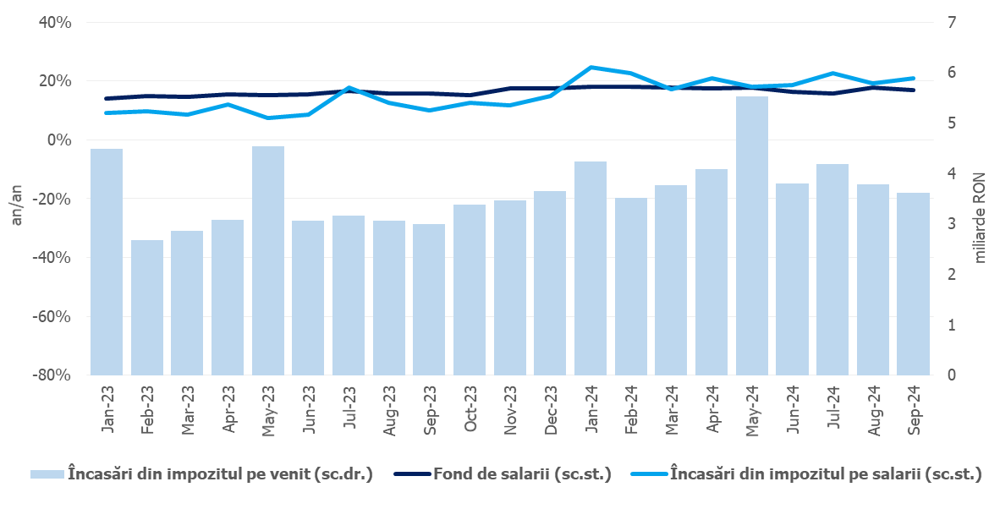 40%
20%
0%
-20%
-40%
-60%
-80%
an/an
7
6
5
4
3
2
1
0
miliarde RON
Jan-23
Feb-23
Mar-23
Apr-23
May-23
Jun-23
Jul-23
Aug-23
Sep-23
Oct-23
Nov-23
Dec-23
Jan-24
Feb-24
Mar-24
Apr-24
May-24
Jun-24
Jul-24
Aug-24
Sep-24
Încasări din impozitul pe venit (sc.dr.)
Fond de salarii (sc.st.)
Încasări din impozitul pe salarii (sc.st.)